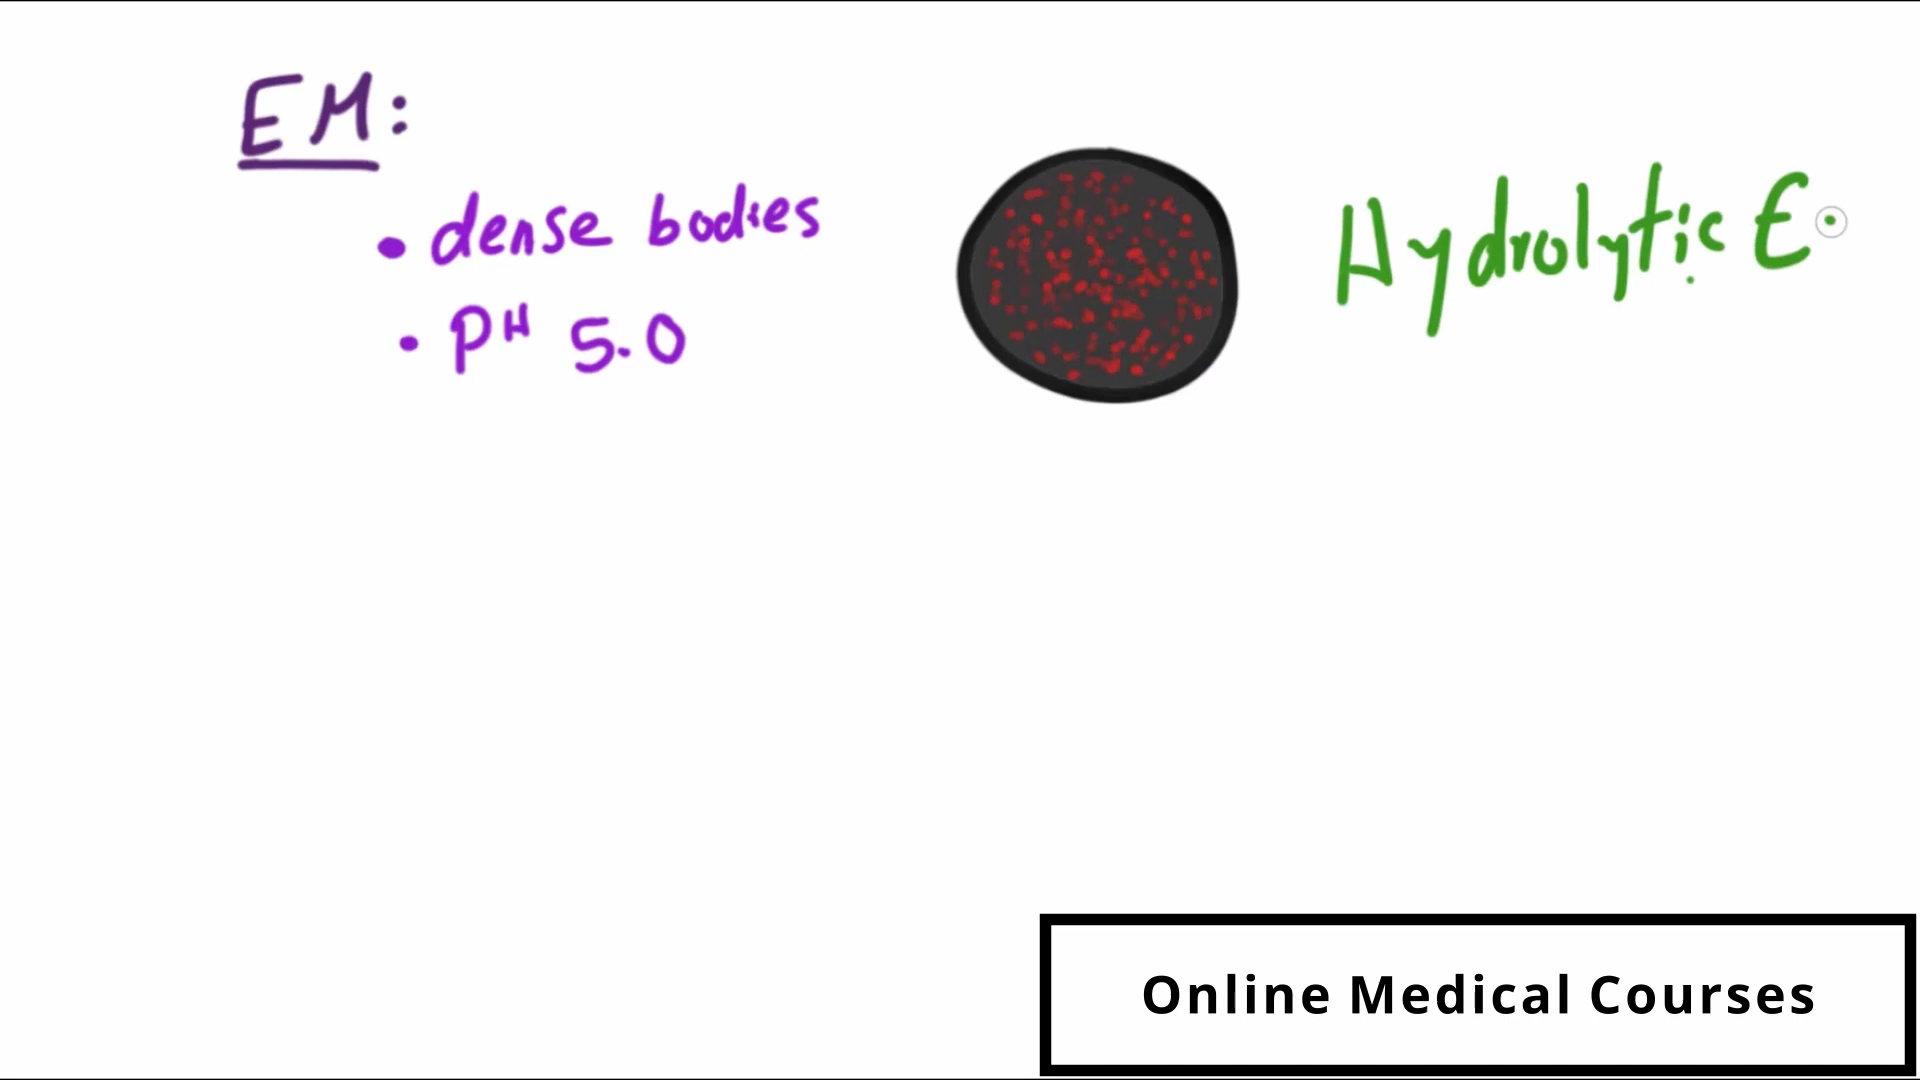 EM:
• dense bodies
• PH 5.0
Hydrolytic E.
Online Medical Courses